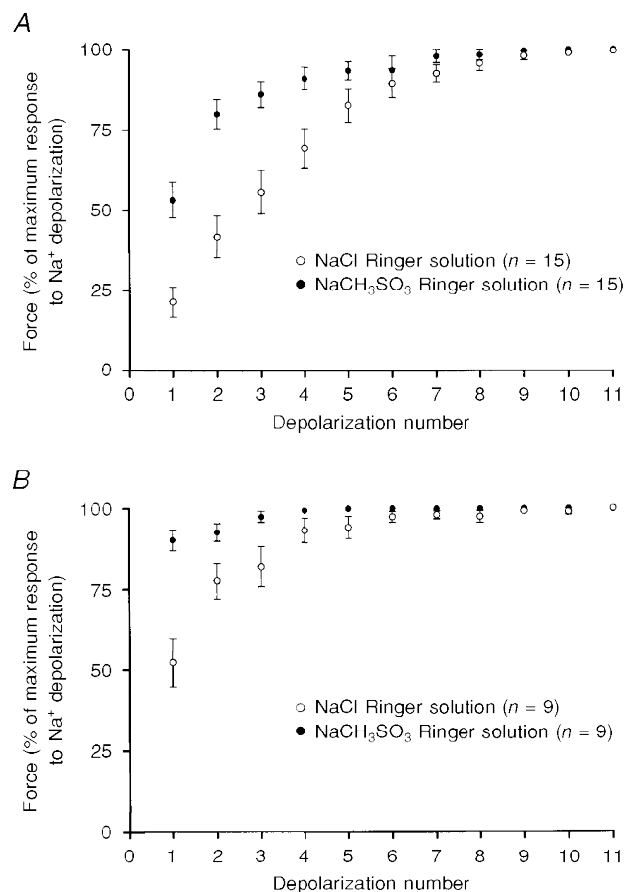 A
Force (% of maximum response
to Na⁺ depolarization)
100
75
50
25
0
○ NaCl Ringer solution (n = 15)
● NaCH₃SO₃ Ringer solution (n = 15)
0 1 2 3 4 5 6 7 8 9 10 11
Depolarization number
B
Force (% of maximum response
to Na⁺ depolarization)
100
75
50
25
0
○ NaCl Ringer solution (n = 9)
● NaCH₃SO₃ Ringer solution (n = 9)
0 1 2 3 4 5 6 7 8 9 10 11
Depolarization number